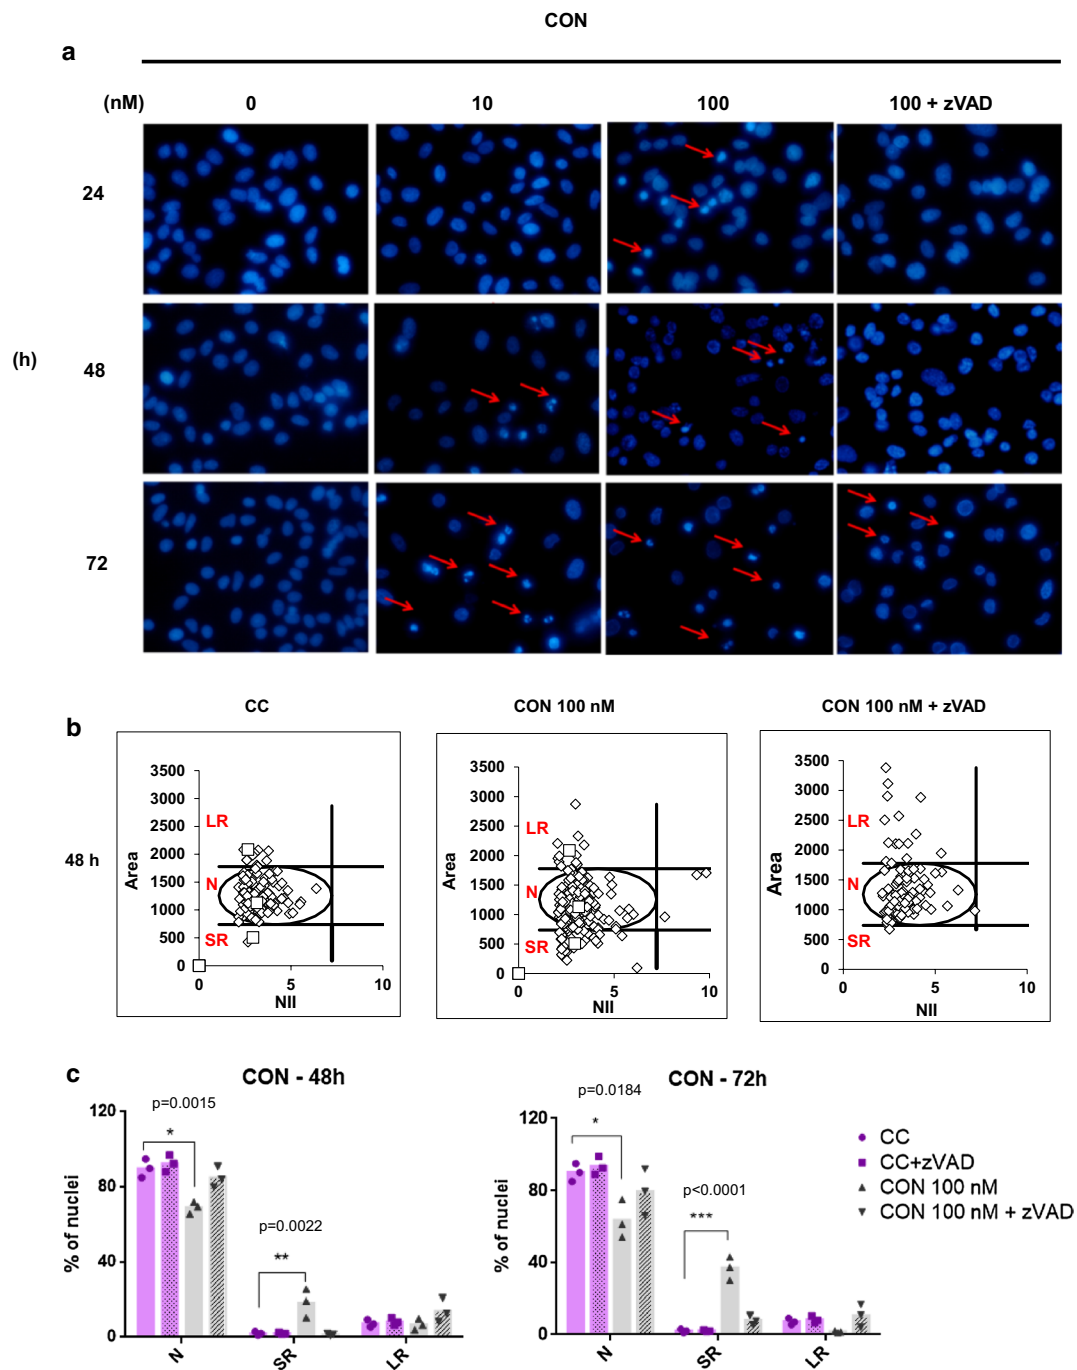 CON
a
(nM) 0 10 100 100 + zVAD
24
(h) 48
72
b
CC CON 100 nM CON 100 nM + zVAD
48 h
Area
3500
3000
2500
2000
1500
1000
500
0
LR
N
SR
0 5 10
NII
Area
3500
3000
2500
2000
1500
1000
500
0
LR
N
SR
0 5 10
NII
Area
3500
3000
2500
2000
1500
1000
500
0
LR
N
SR
0 5 10
NII
c
CON - 48h
p=0.0015
*
p=0.0022
**
% of nuclei
120
80
40
0
N SR LR
CON - 72h
p=0.0184
*
p<0.0001
***
% of nuclei
120
80
40
0
N SR LR
CC
CC+zVAD
CON 100 nM
CON 100 nM + zVAD